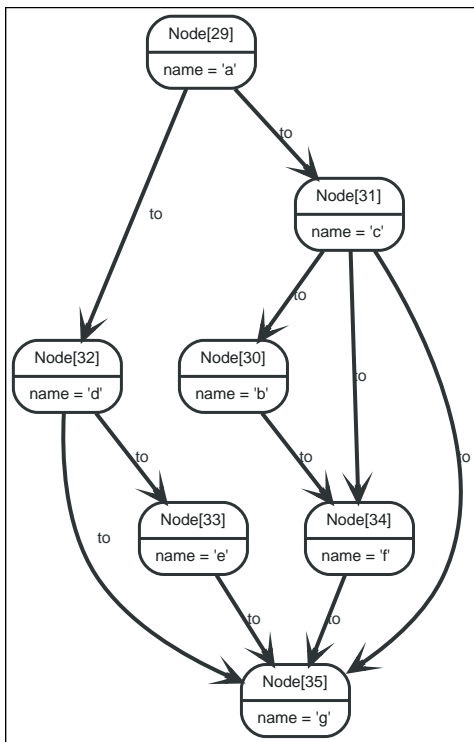 Node[29]
name = 'a'
to
to
Node[31]
name = 'c'
to
to
to
Node[32]
name = 'd'
Node[30]
name = 'b'
to
to
to
Node[33]
name = 'e'
Node[34]
name = 'f'
to
to
Node[35]
name = 'g'